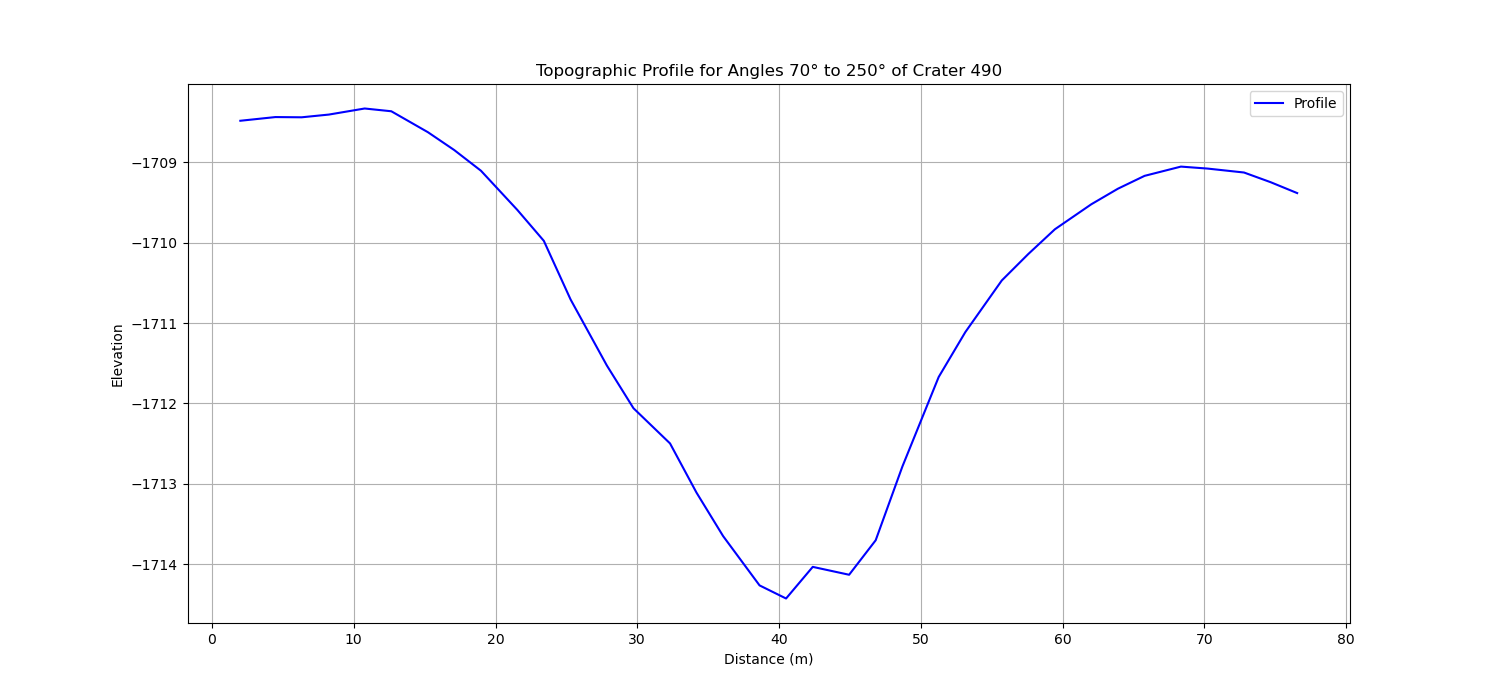 Topographic Profile for Angles 70° to 250° of Crater 490
Profile
−1709
−1710
−1711
−1712
−1713
−1714
Elevation
0 10 20 30 40 50 60 70 80
Distance (m)